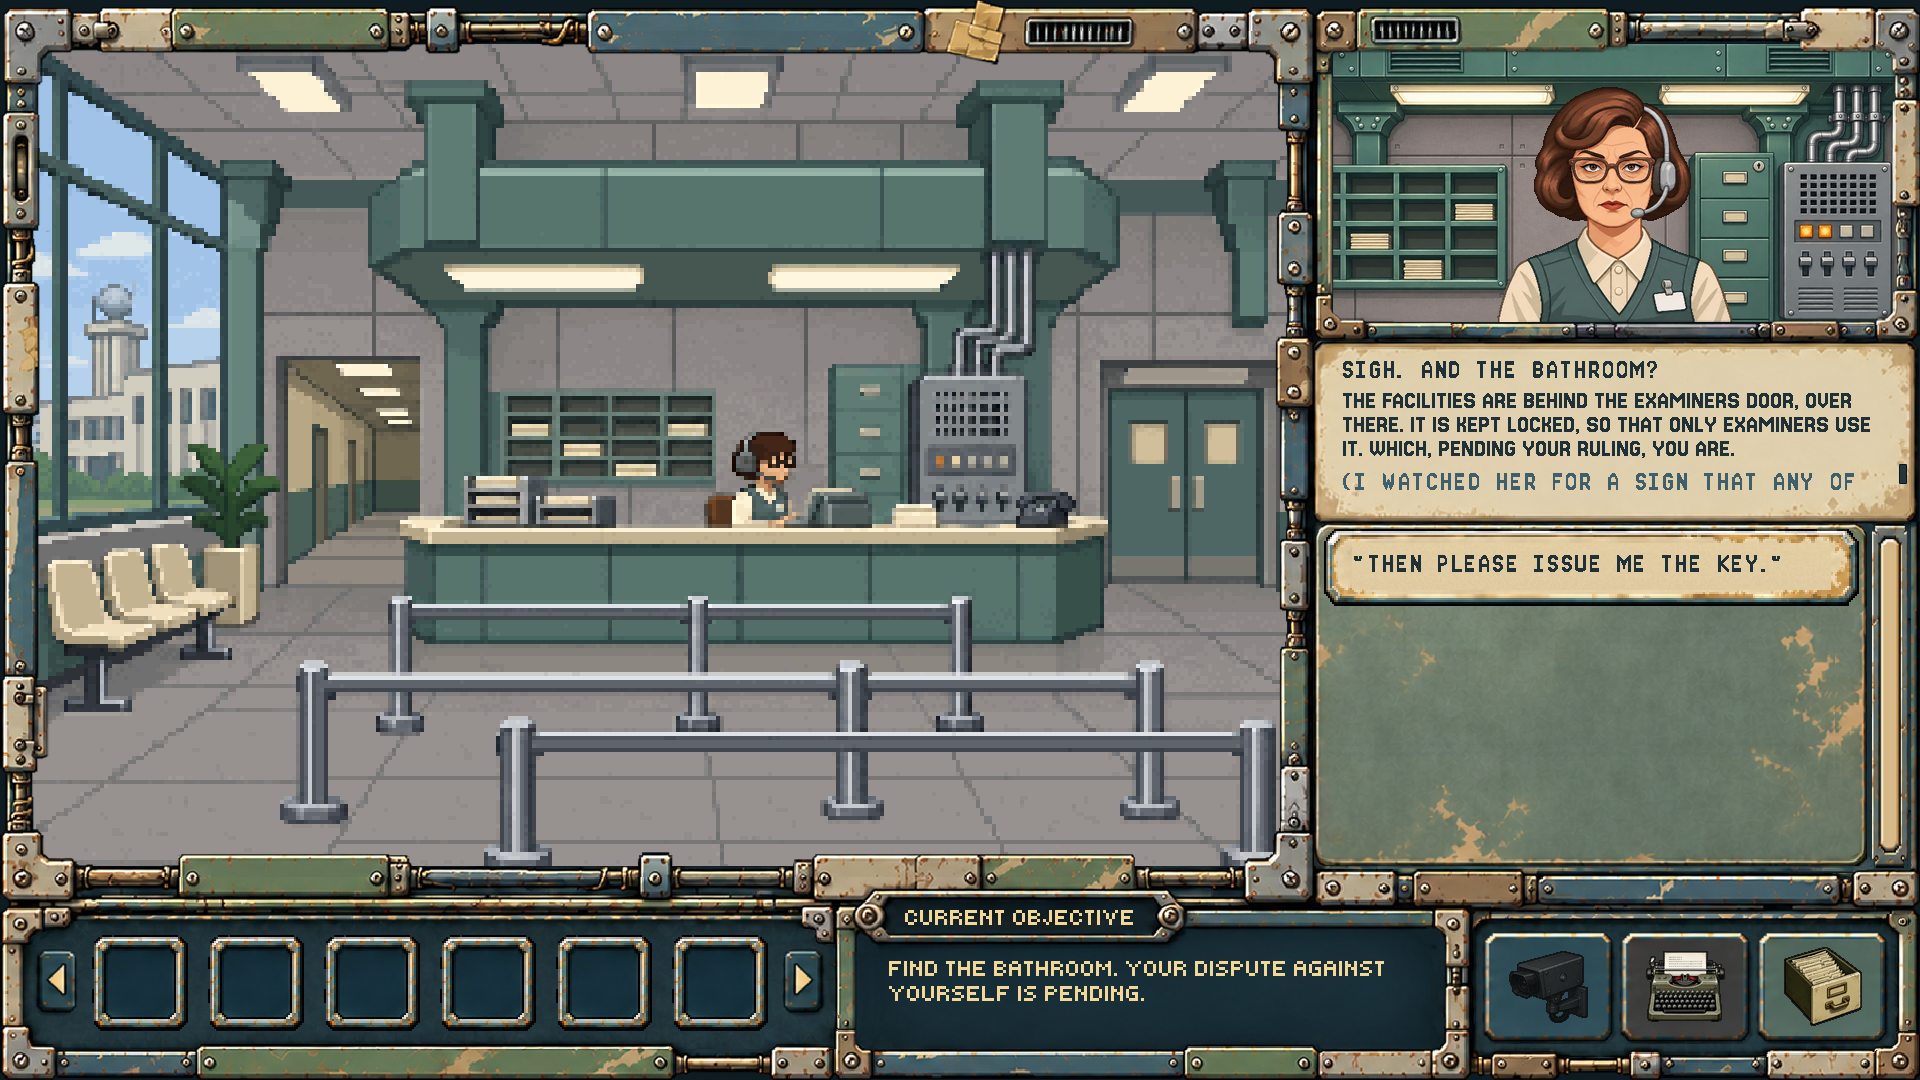 SIGH. AND THE BATHROOM?
THE FACILITIES ARE BEHIND THE EXAMINERS DOOR, OVER
THERE. IT IS KEPT LOCKED, SO THAT ONLY EXAMINERS USE
IT. WHICH, PENDING YOUR RULING, YOU ARE.
(I WATCHED HER FOR A SIGN THAT ANY OF
"THEN PLEASE ISSUE ME THE KEY."
CURRENT OBJECTIVE
FIND THE BATHROOM. YOUR DISPUTE AGAINST
YOURSELF IS PENDING.